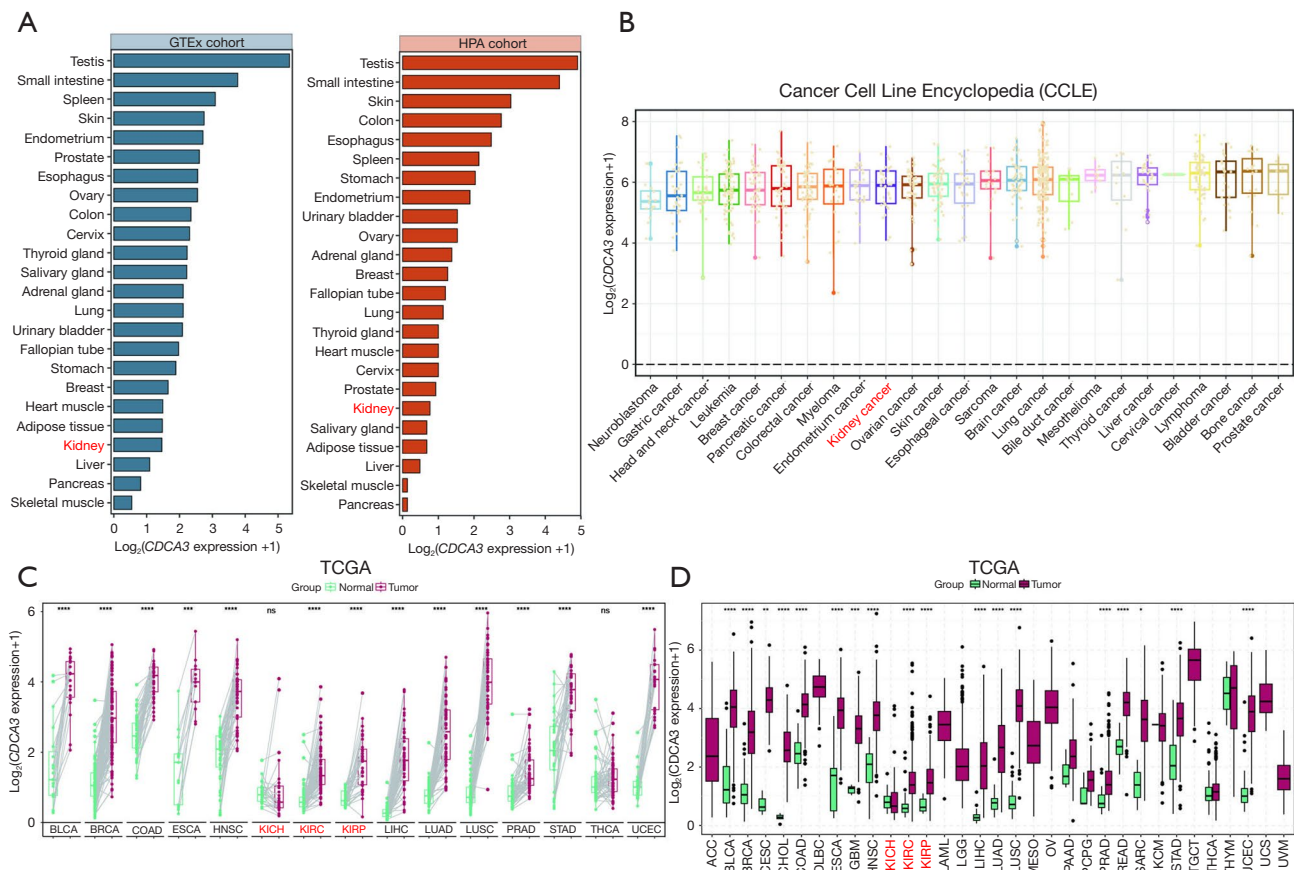 A
GTEx cohort
Testis
Small intestine
Spleen
Skin
Endometrium
Prostate
Esophagus
Ovary
Colon
Cervix
Thyroid gland
Salivary gland
Adrenal gland
Lung
Urinary bladder
Fallopian tube
Stomach
Breast
Heart muscle
Adipose tissue
Kidney
Liver
Pancreas
Skeletal muscle
0 1 2 3 4 5
Log₂(CDCA3 expression +1)
HPA cohort
Testis
Small intestine
Skin
Colon
Esophagus
Spleen
Stomach
Endometrium
Urinary bladder
Ovary
Adrenal gland
Breast
Fallopian tube
Lung
Thyroid gland
Heart muscle
Cervix
Prostate
Kidney
Salivary gland
Adipose tissue
Liver
Skeletal muscle
Pancreas
0 1 2 3 4 5
Log₂(CDCA3 expression +1)
B
Cancer Cell Line Encyclopedia (CCLE)
Log₂(CDCA3 expression+1)
8
6
4
2
0
Neuroblastoma
Gastric cancer
Head and neck cancer
Leukemia
Breast cancer
Pancreatic cancer
Colorectal cancer
Myeloma
Endometrium cancer
Kidney cancer
Ovarian cancer
Skin cancer
Esophageal cancer
Sarcoma
Brain cancer
Lung cancer
Bile duct cancer
Mesothelioma
Thyroid cancer
Liver cancer
Cervical cancer
Lymphoma
Bladder cancer
Bone cancer
Prostate cancer
C
TCGA
Group Normal Tumor
Log₂(CDCA3 expression+1)
6
4
2
0
**** **** **** *** **** ns **** **** **** **** **** **** **** ns ****
BLCA BRCA COAD ESCA HNSC KICH KIRC KIRP LIHC LUAD LUSC PRAD STAD THCA UCEC
D
TCGA
Group Normal Tumor
Log₂(CDCA3 expression+1)
6
4
2
0
**** **** ** **** **** **** *** **** **** **** **** **** **** **** **** * **** **
ACC
BLCA
BRCA
CESC
CHOL
COAD
DLBC
ESCA
GBM
HNSC
KICH
KIRC
KIRP
LAML
LGG
LIHC
LUAD
LUSC
MESO
OV
PAAD
PCPG
PRAD
READ
SARC
SKCM
STAD
TGCT
THCA
THYM
UCEC
UCS
UVM